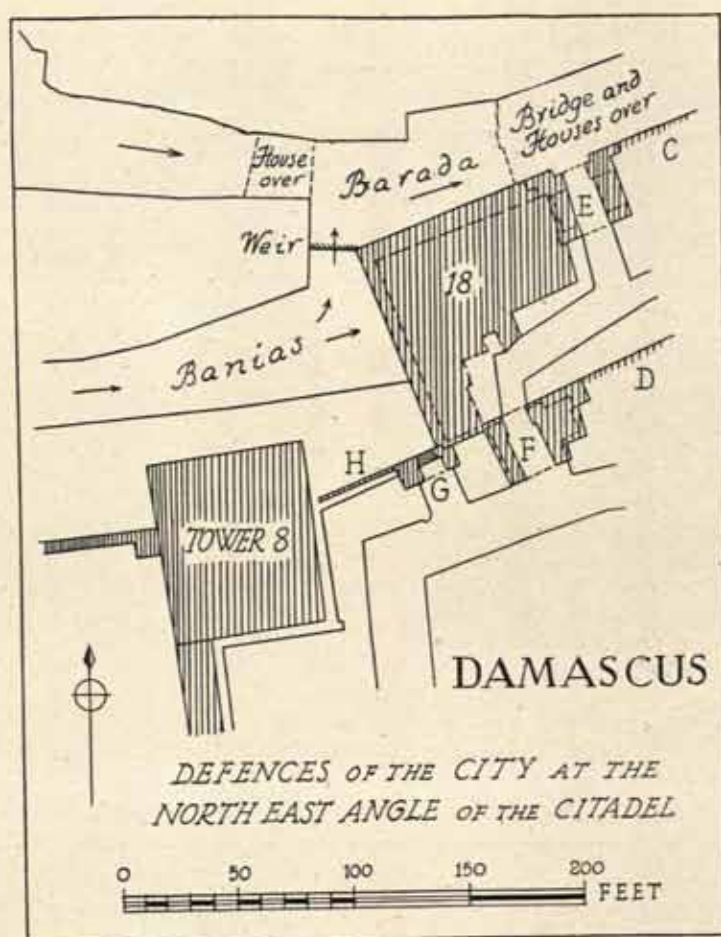 Bridge and
Houses over
House
over
Barada
C
E
Weir
18
Banias
D
H
F
G
TOWER 8
DAMASCUS
DEFENCES OF THE CITY AT THE
NORTH EAST ANGLE OF THE CITADEL
0 50 100 150 200
FEET